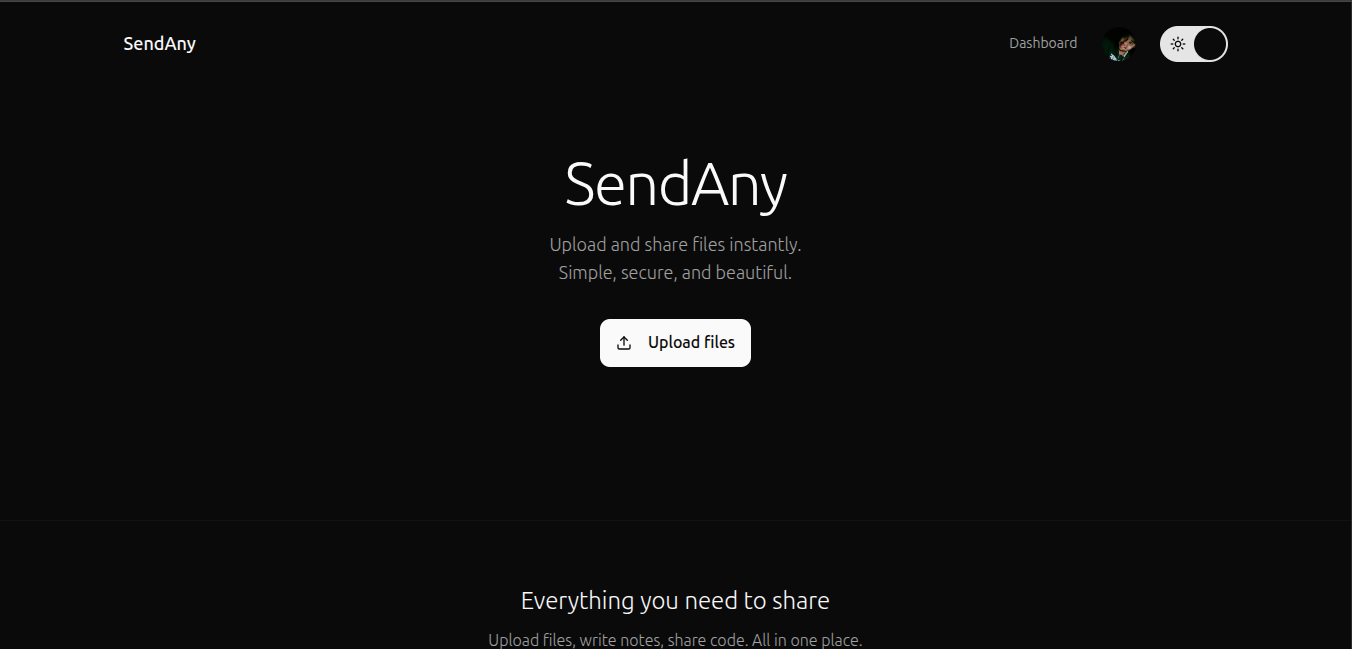 SendAny
Dashboard
SendAny
Upload and share files instantly.
Simple, secure, and beautiful.
Upload files
Everything you need to share
Upload files, write notes, share code. All in one place.